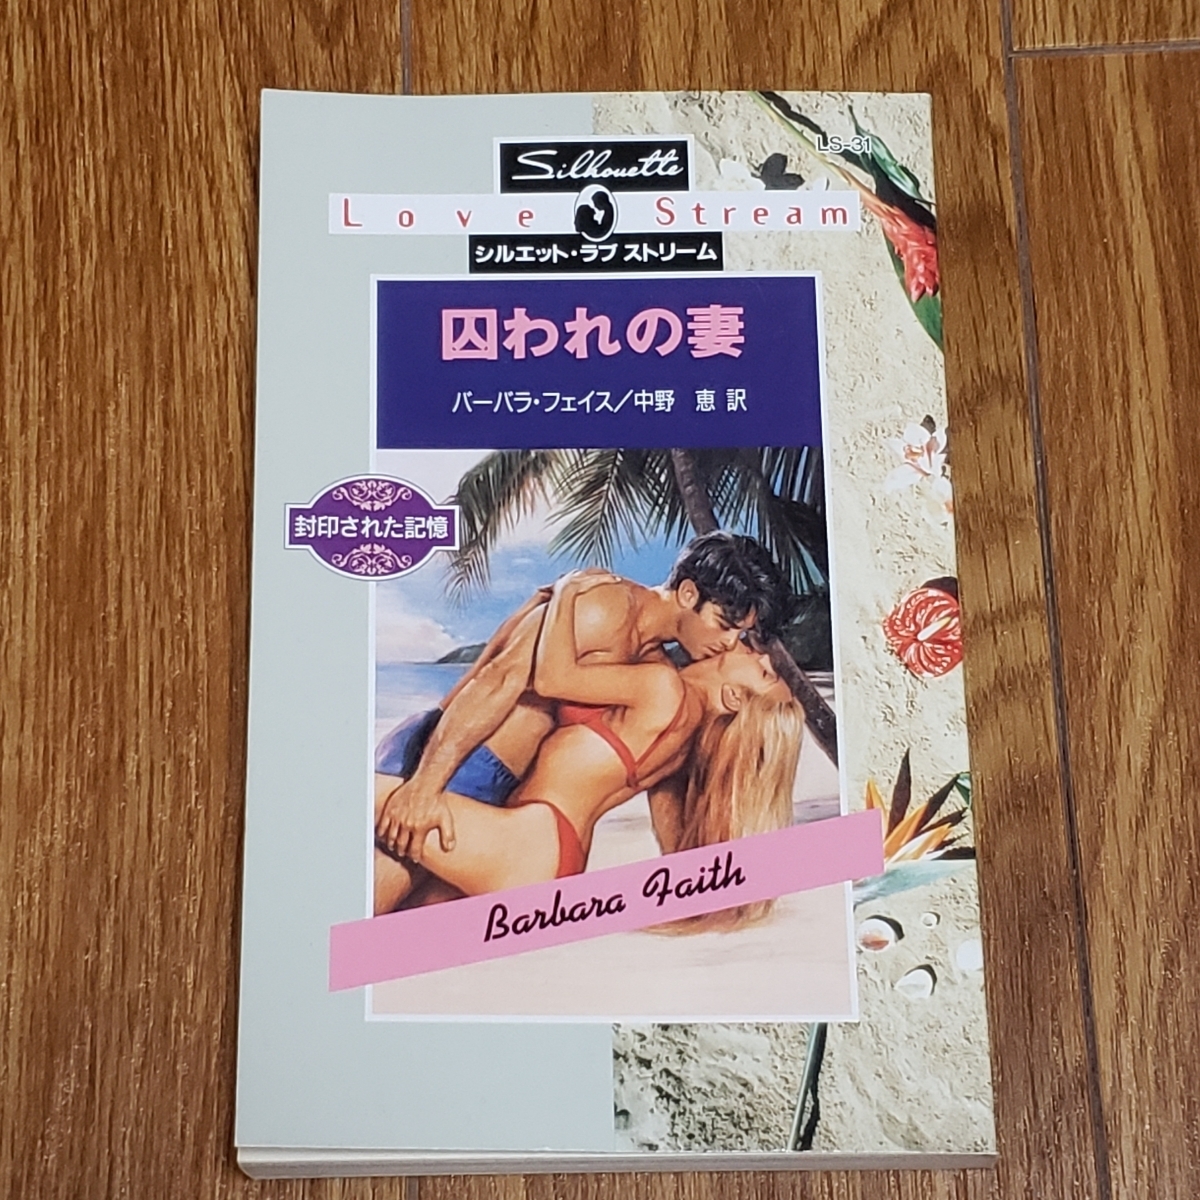 LS-31
Silhouette
Love Stream
シルエット・ラブ ストリーム
囚われの妻
バーバラ・フェイス/中野 恵 訳
封印された記憶
Barbara Faith